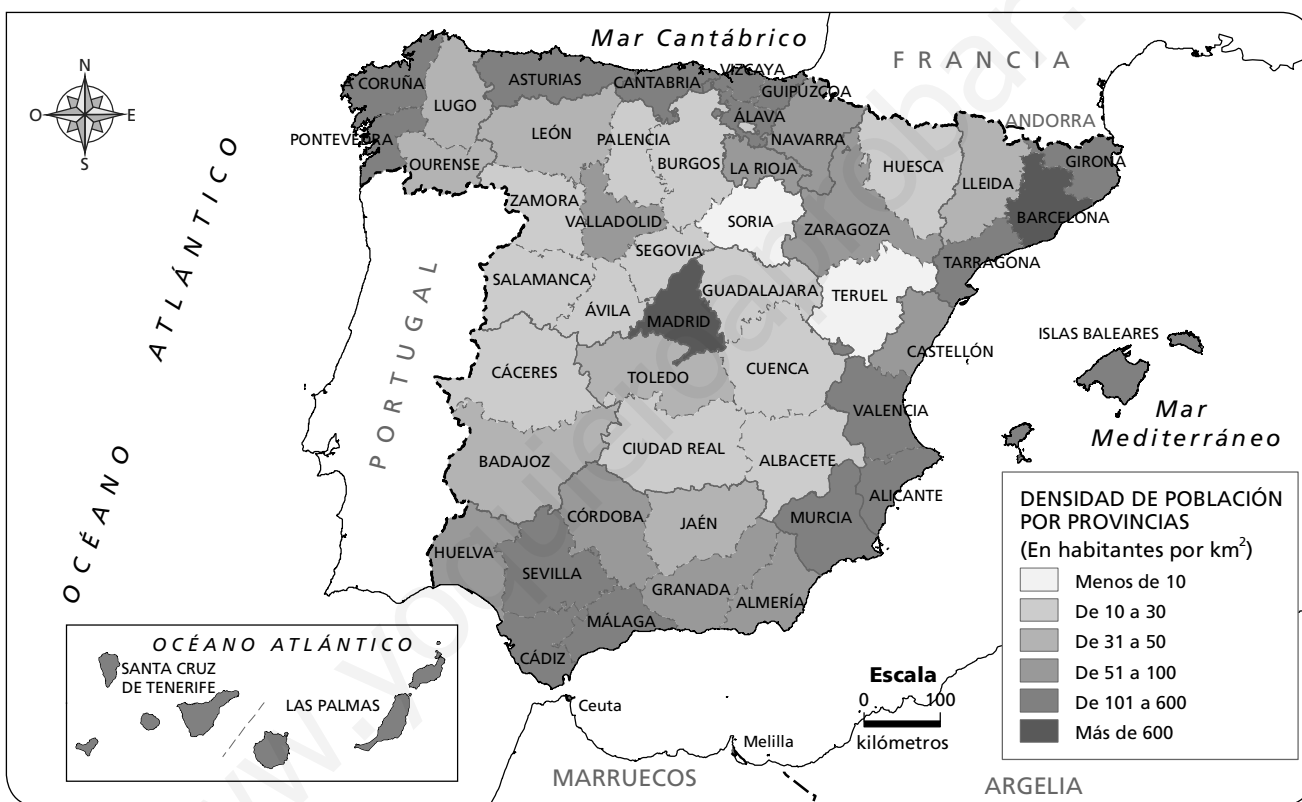 Mar Cantábrico
FRANCIA
N
O
E
S
A CORUÑA
LUGO
ASTURIAS
CANTABRIA
VIZCAYA
GUIPÚZCOA
ÁLAVA
NAVARRA
ANDORRA
PONTEVEDRA
OURENSE
LEÓN
PALENCIA
BURGOS
LA RIOJA
HUESCA
LLEIDA
GIRONA
BARCELONA
ZAMORA
VALLADOLID
SORIA
ZARAGOZA
TARRAGONA
OCÉANO ATLÁNTICO
PORTUGAL
SEGOVIA
SALAMANCA
ÁVILA
MADRID
GUADALAJARA
TERUEL
CASTELLÓN
ISLAS BALEARES
CÁCERES
TOLEDO
CUENCA
VALENCIA
Mar
Mediterráneo
BADAJOZ
CIUDAD REAL
ALBACETE
ALICANTE
CÓRDOBA
JAÉN
MURCIA
HUELVA
SEVILLA
GRANADA
ALMERÍA
MÁLAGA
CÁDIZ
DENSIDAD DE POBLACIÓN
POR PROVINCIAS
(En habitantes por km²)
Menos de 10
De 10 a 30
De 31 a 50
De 51 a 100
De 101 a 600
Más de 600
OCÉANO ATLÁNTICO
SANTA CRUZ
DE TENERIFE
LAS PALMAS
Ceuta
Melilla
Escala
0 100
kilómetros
MARRUECOS
ARGELIA
www.yoquieroaprobar.